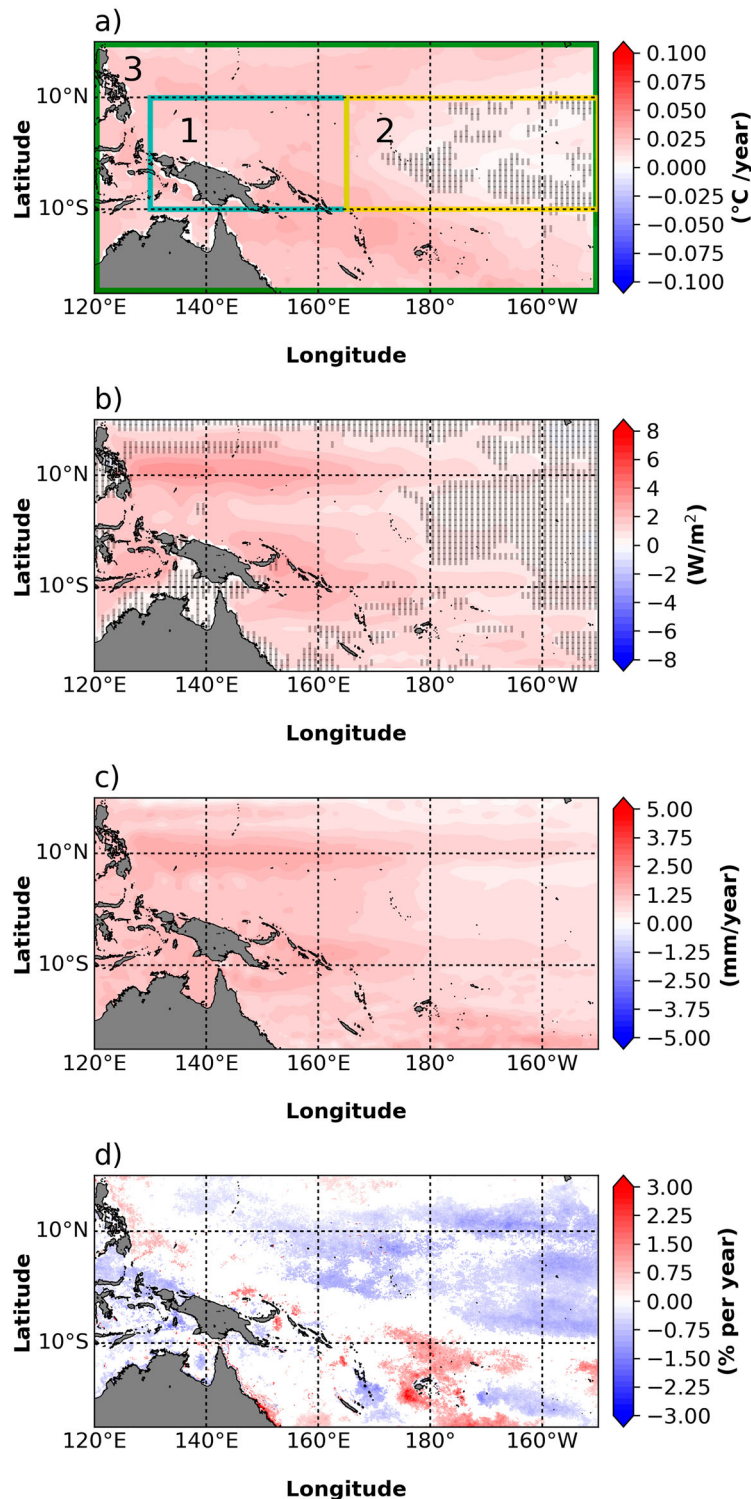 a)
3
1
2
10°N
10°S
Latitude
120°E
140°E
160°E
180°
160°W
Longitude
0.100
0.075
0.050
0.025
0.000
−0.025
−0.050
−0.075
−0.100
(°C /year)
b)
10°N
10°S
Latitude
120°E
140°E
160°E
180°
160°W
Longitude
8
6
4
2
0
−2
−4
−6
−8
(W/m²)
c)
10°N
10°S
Latitude
120°E
140°E
160°E
180°
160°W
Longitude
5.00
3.75
2.50
1.25
0.00
−1.25
−2.50
−3.75
−5.00
(mm/year)
d)
10°N
10°S
Latitude
120°E
140°E
160°E
180°
160°W
Longitude
3.00
2.25
1.50
0.75
0.00
−0.75
−1.50
−2.25
−3.00
(% per year)